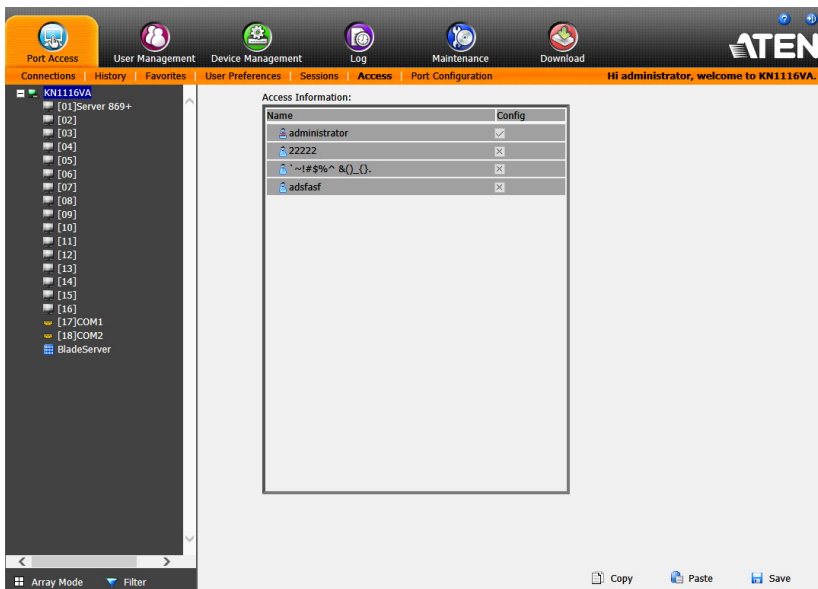 ATEN
Port Access User Management Device Management Log Maintenance Download
Connections | History | Favorites | User Preferences | Sessions | Access | Port Configuration Hi administrator, welcome to KN1116VA.
KN1116VA
[01]Server 869+
[02]
[03]
[04]
[05]
[06]
[07]
[08]
[09]
[10]
[11]
[12]
[13]
[14]
[15]
[16]
[17]COM1
[18]COM2
BladeServer
Access Information:
Name Config
administrator
22222
`~!#$%^ &()_{}.
adsfasf
Array Mode Filter
Copy Paste Save